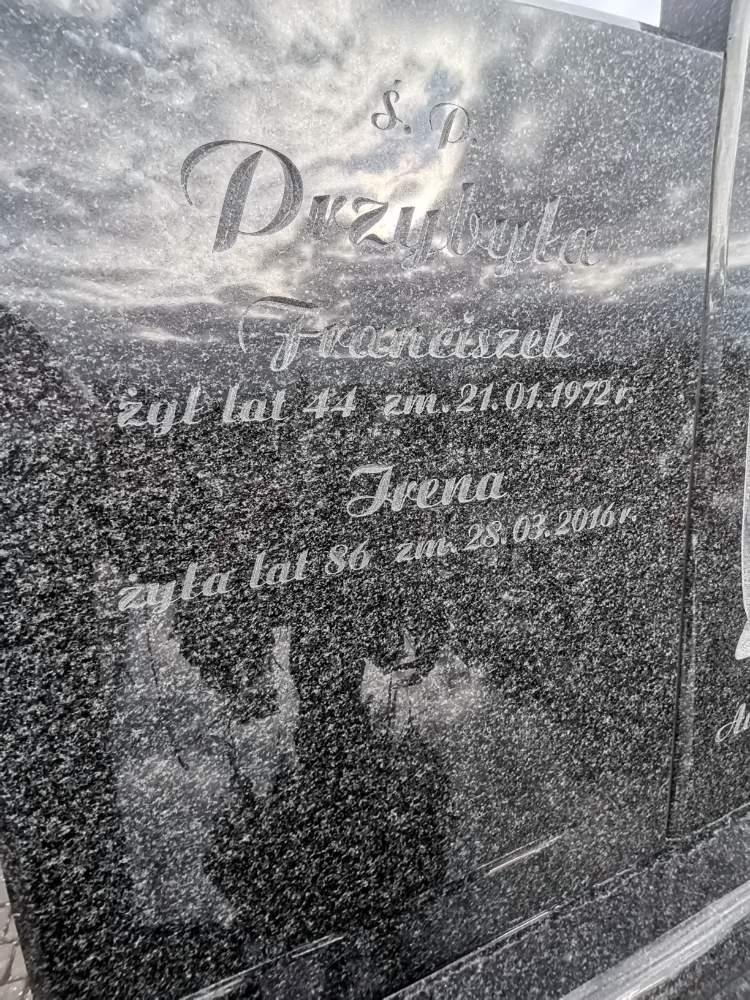 Ś. P.
Przybyła
Franciszek
żył lat 44 zm. 21.01.1972 r.
Irena
żyła lat 86 zm. 28.03.2016 r.